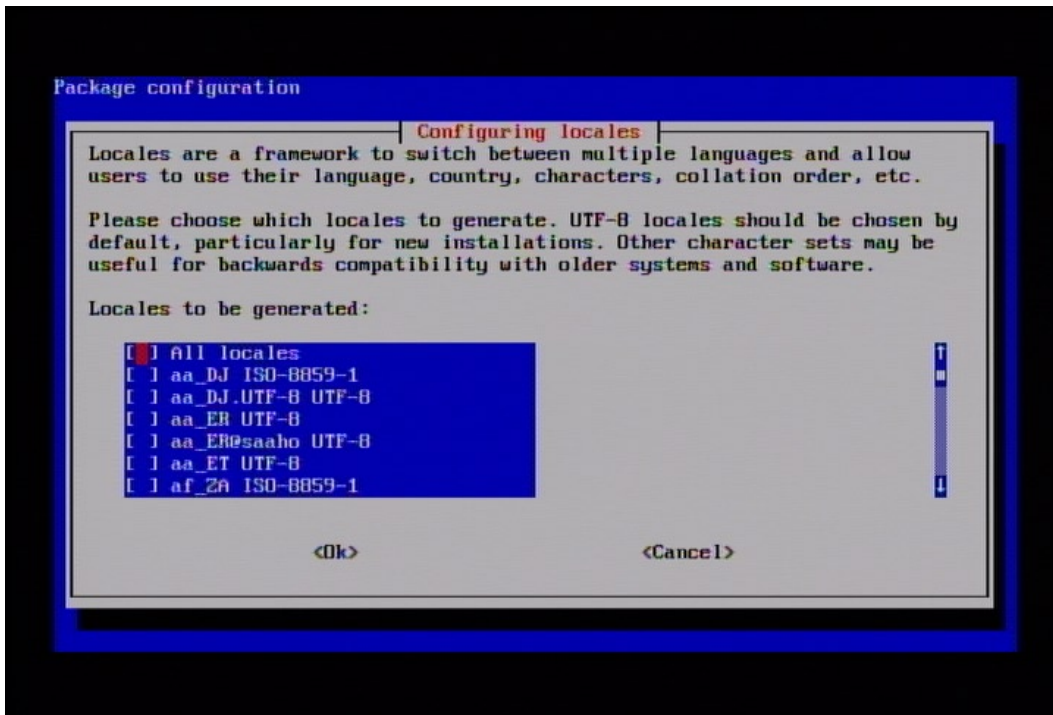 Package configuration
Configuring locales
Locales are a framework to switch between multiple languages and allow
users to use their language, country, characters, collation order, etc.
Please choose which locales to generate. UTF-8 locales should be chosen by
default, particularly for new installations. Other character sets may be
useful for backwards compatibility with older systems and software.
Locales to be generated:
[ ] All locales
[ ] aa_DJ ISO-8859-1
[ ] aa_DJ.UTF-8 UTF-8
[ ] aa_ER UTF-8
[ ] aa_ER@saaho UTF-8
[ ] aa_ET UTF-8
[ ] af_ZA ISO-8859-1
<Ok> <Cancel>